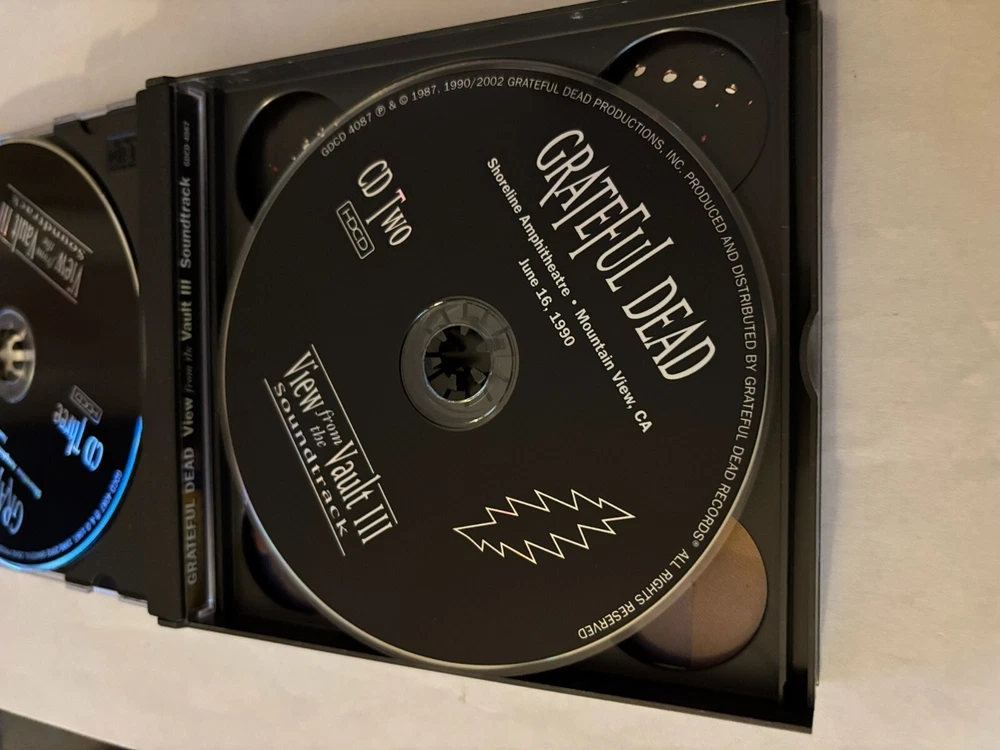 GDCD 4087 ℗ & © 1987, 1990/2002 GRATEFUL DEAD PRODUCTIONS, INC. PRODUCED AND DISTRIBUTED BY GRATEFUL DEAD RECORDS® ALL RIGHTS RESERVED
GRATEFUL DEAD
Shoreline Amphitheatre • Mountain View, CA
June 16, 1990
CD Two
HDCD
View from the Vault III
Soundtrack
GRATEFUL DEAD View from the Vault III Soundtrack GDCD 4087
View from the Vault III
Soundtrack
CD Three
HDCD